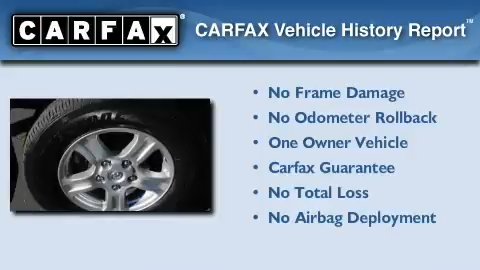 CARFAX® CARFAX Vehicle History Report™
• No Frame Damage
• No Odometer Rollback
• One Owner Vehicle
• Carfax Guarantee
• No Total Loss
• No Airbag Deployment